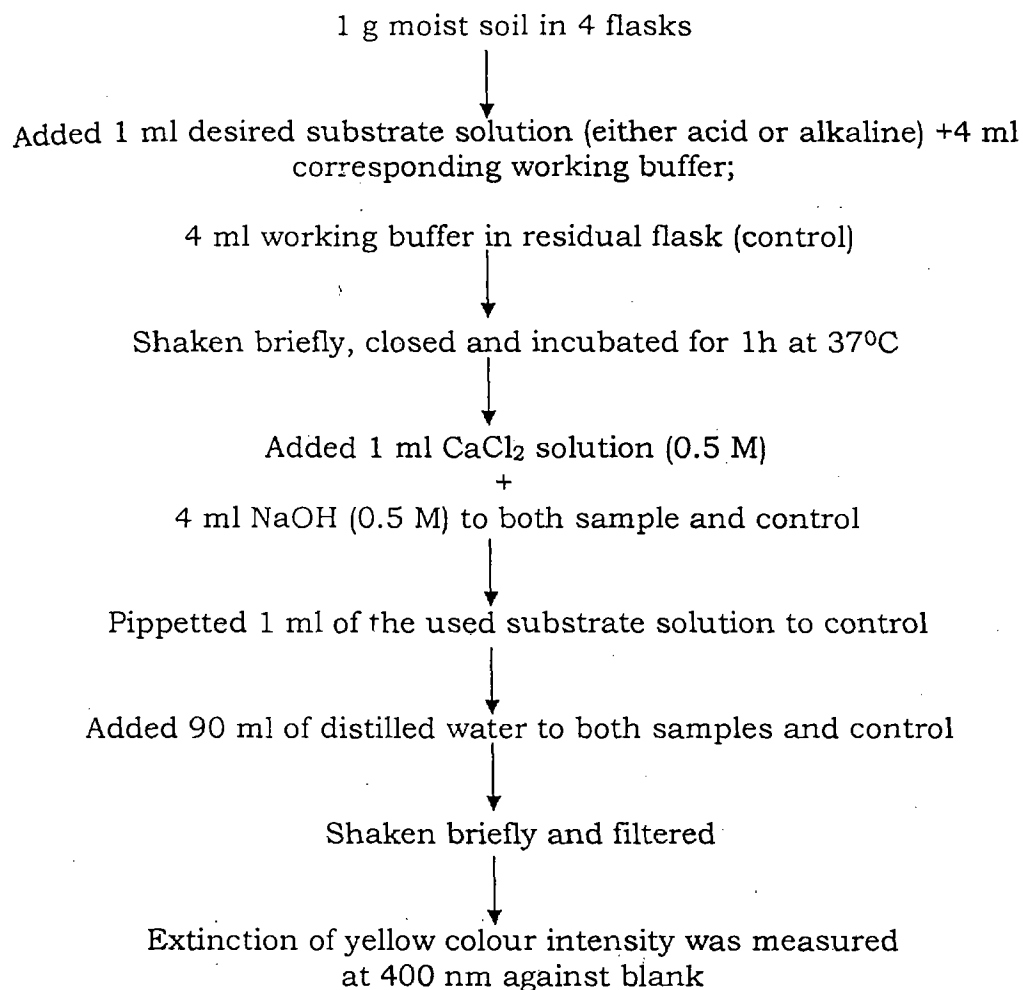 1 g moist soil in 4 flasks
Added 1 ml desired substrate solution (either acid or alkaline) +4 ml
corresponding working buffer;
4 ml working buffer in residual flask (control)
Shaken briefly, closed and incubated for 1h at 37⁰C
Added 1 ml CaCl₂ solution (0.5 M)
+
4 ml NaOH (0.5 M) to both sample and control
Pippetted 1 ml of the used substrate solution to control
Added 90 ml of distilled water to both samples and control
Shaken briefly and filtered
Extinction of yellow colour intensity was measured
at 400 nm against blank